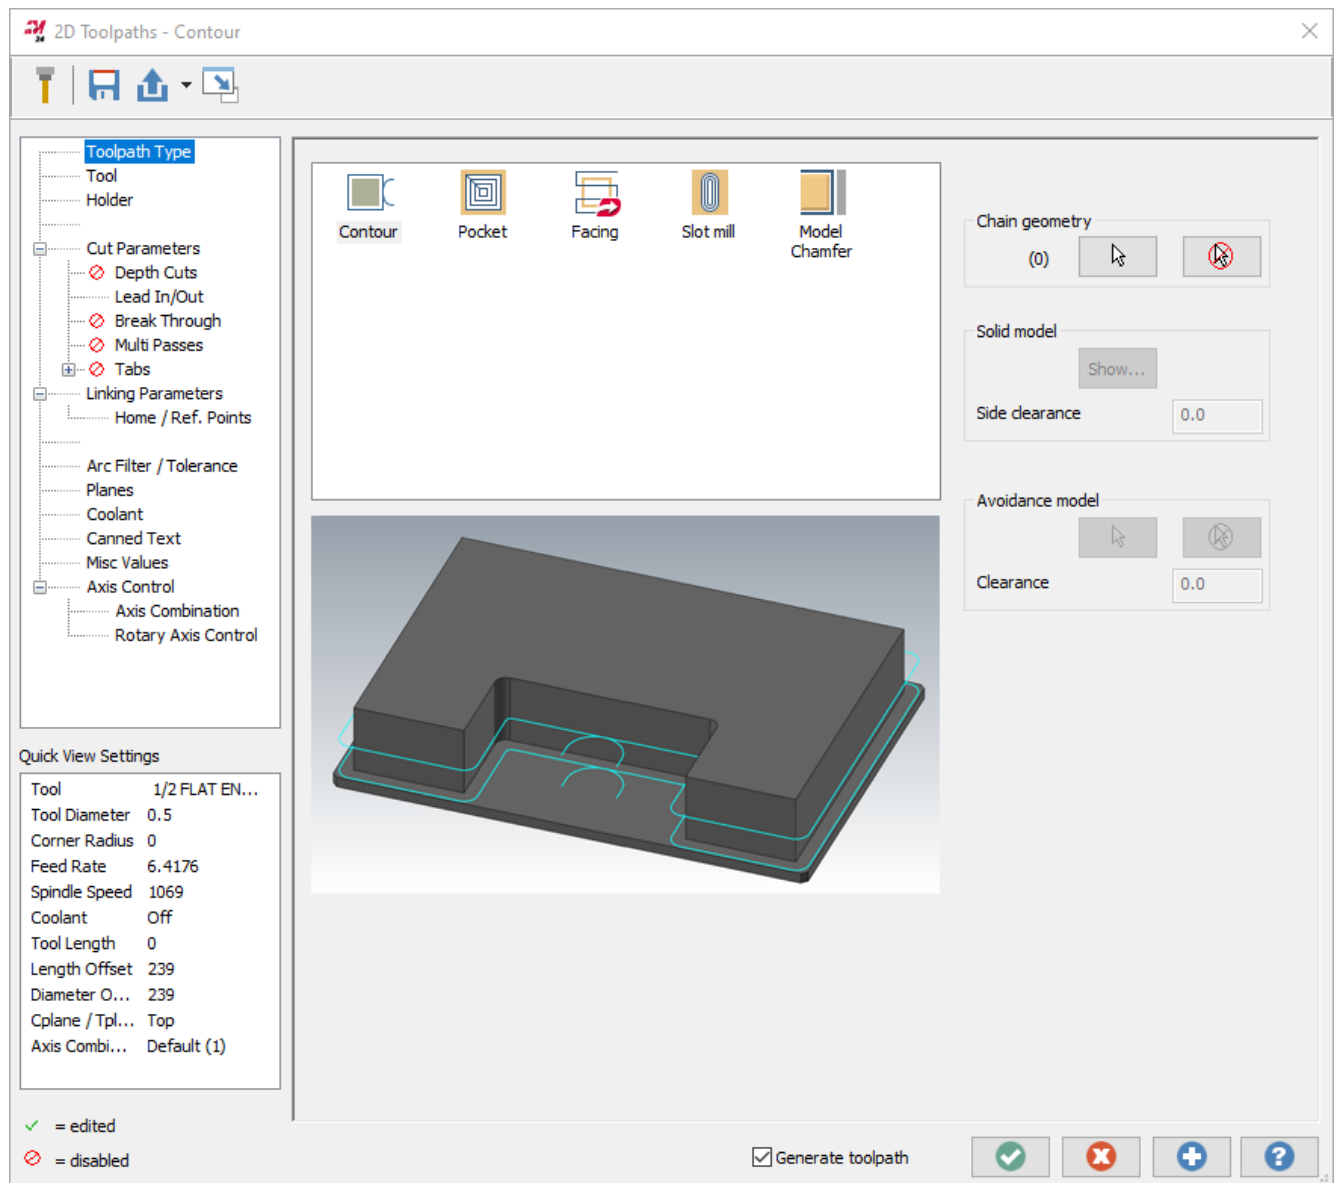 2D Toolpaths - Contour
Toolpath Type
Tool
Holder
Cut Parameters
Depth Cuts
Lead In/Out
Break Through
Multi Passes
Tabs
Linking Parameters
Home / Ref. Points
Arc Filter / Tolerance
Planes
Coolant
Canned Text
Misc Values
Axis Control
Axis Combination
Rotary Axis Control
Contour
Pocket
Facing
Slot mill
Model
Chamfer
Chain geometry
(0)
Solid model
Show...
Side clearance 0.0
Avoidance model
Clearance 0.0
Quick View Settings
Tool 1/2 FLAT EN...
Tool Diameter 0.5
Corner Radius 0
Feed Rate 6.4176
Spindle Speed 1069
Coolant Off
Tool Length 0
Length Offset 239
Diameter O... 239
Cplane / Tpl... Top
Axis Combi... Default (1)
= edited
= disabled
Generate toolpath